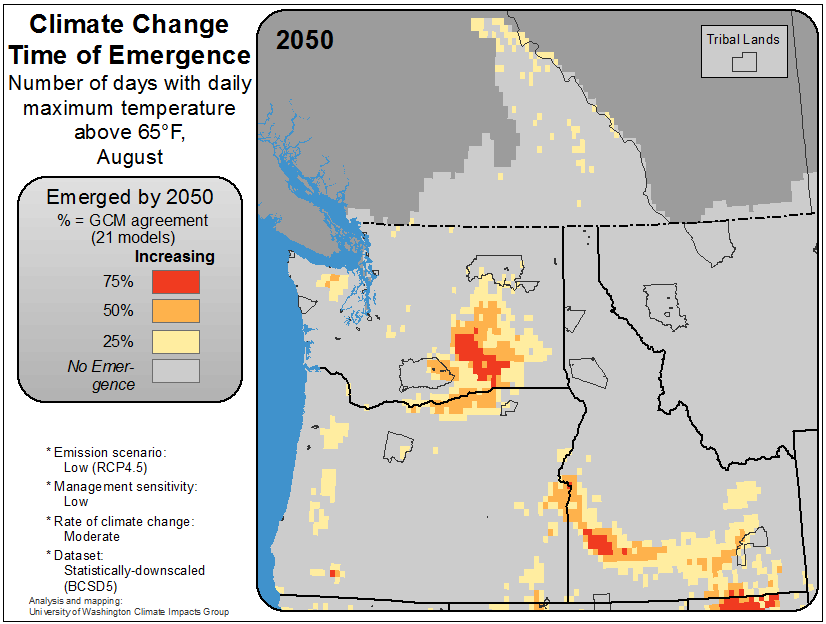 Climate Change
Time of Emergence
Number of days with daily
maximum temperature
above 65°F,
August
Emerged by 2050
% = GCM agreement
(21 models)
Increasing
75%
50%
25%
No Emer-
gence
* Emission scenario:
Low (RCP4.5)
* Management sensitivity:
Low
* Rate of climate change:
Moderate
* Dataset:
Statistically-downscaled
(BCSD5)
Analysis and mapping:
University of Washington Climate Impacts Group
2050
Tribal Lands